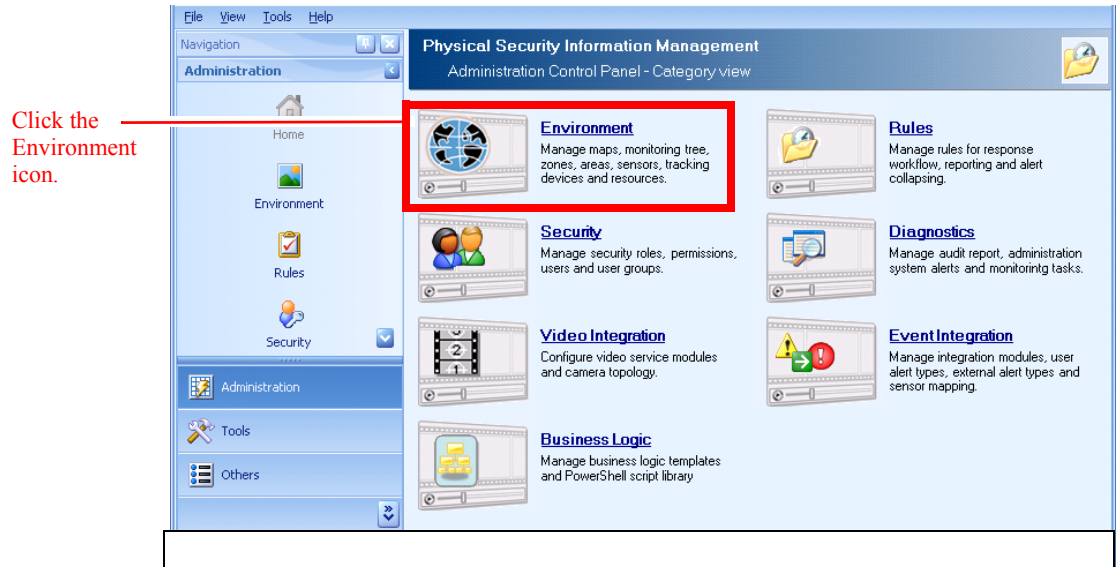 File View Tools Help
Navigation
Administration
Home
Environment
Rules
Security
Administration
Tools
Others
Click the
Environment
icon.
Physical Security Information Management
Administration Control Panel - Category view
Environment
Manage maps, monitoring tree,
zones, areas, sensors, tracking
devices and resources.
Rules
Manage rules for response
workflow, reporting and alert
collapsing.
Security
Manage security roles, permissions,
users and user groups.
Diagnostics
Manage audit report, administration
system alerts and monitorintg tasks.
Video Integration
Configure video service modules
and camera topology.
2
1
Event Integration
Manage integration modules, user
alert types, external alert types and
sensor mapping.
Business Logic
Manage business logic templates
and PowerShell script library